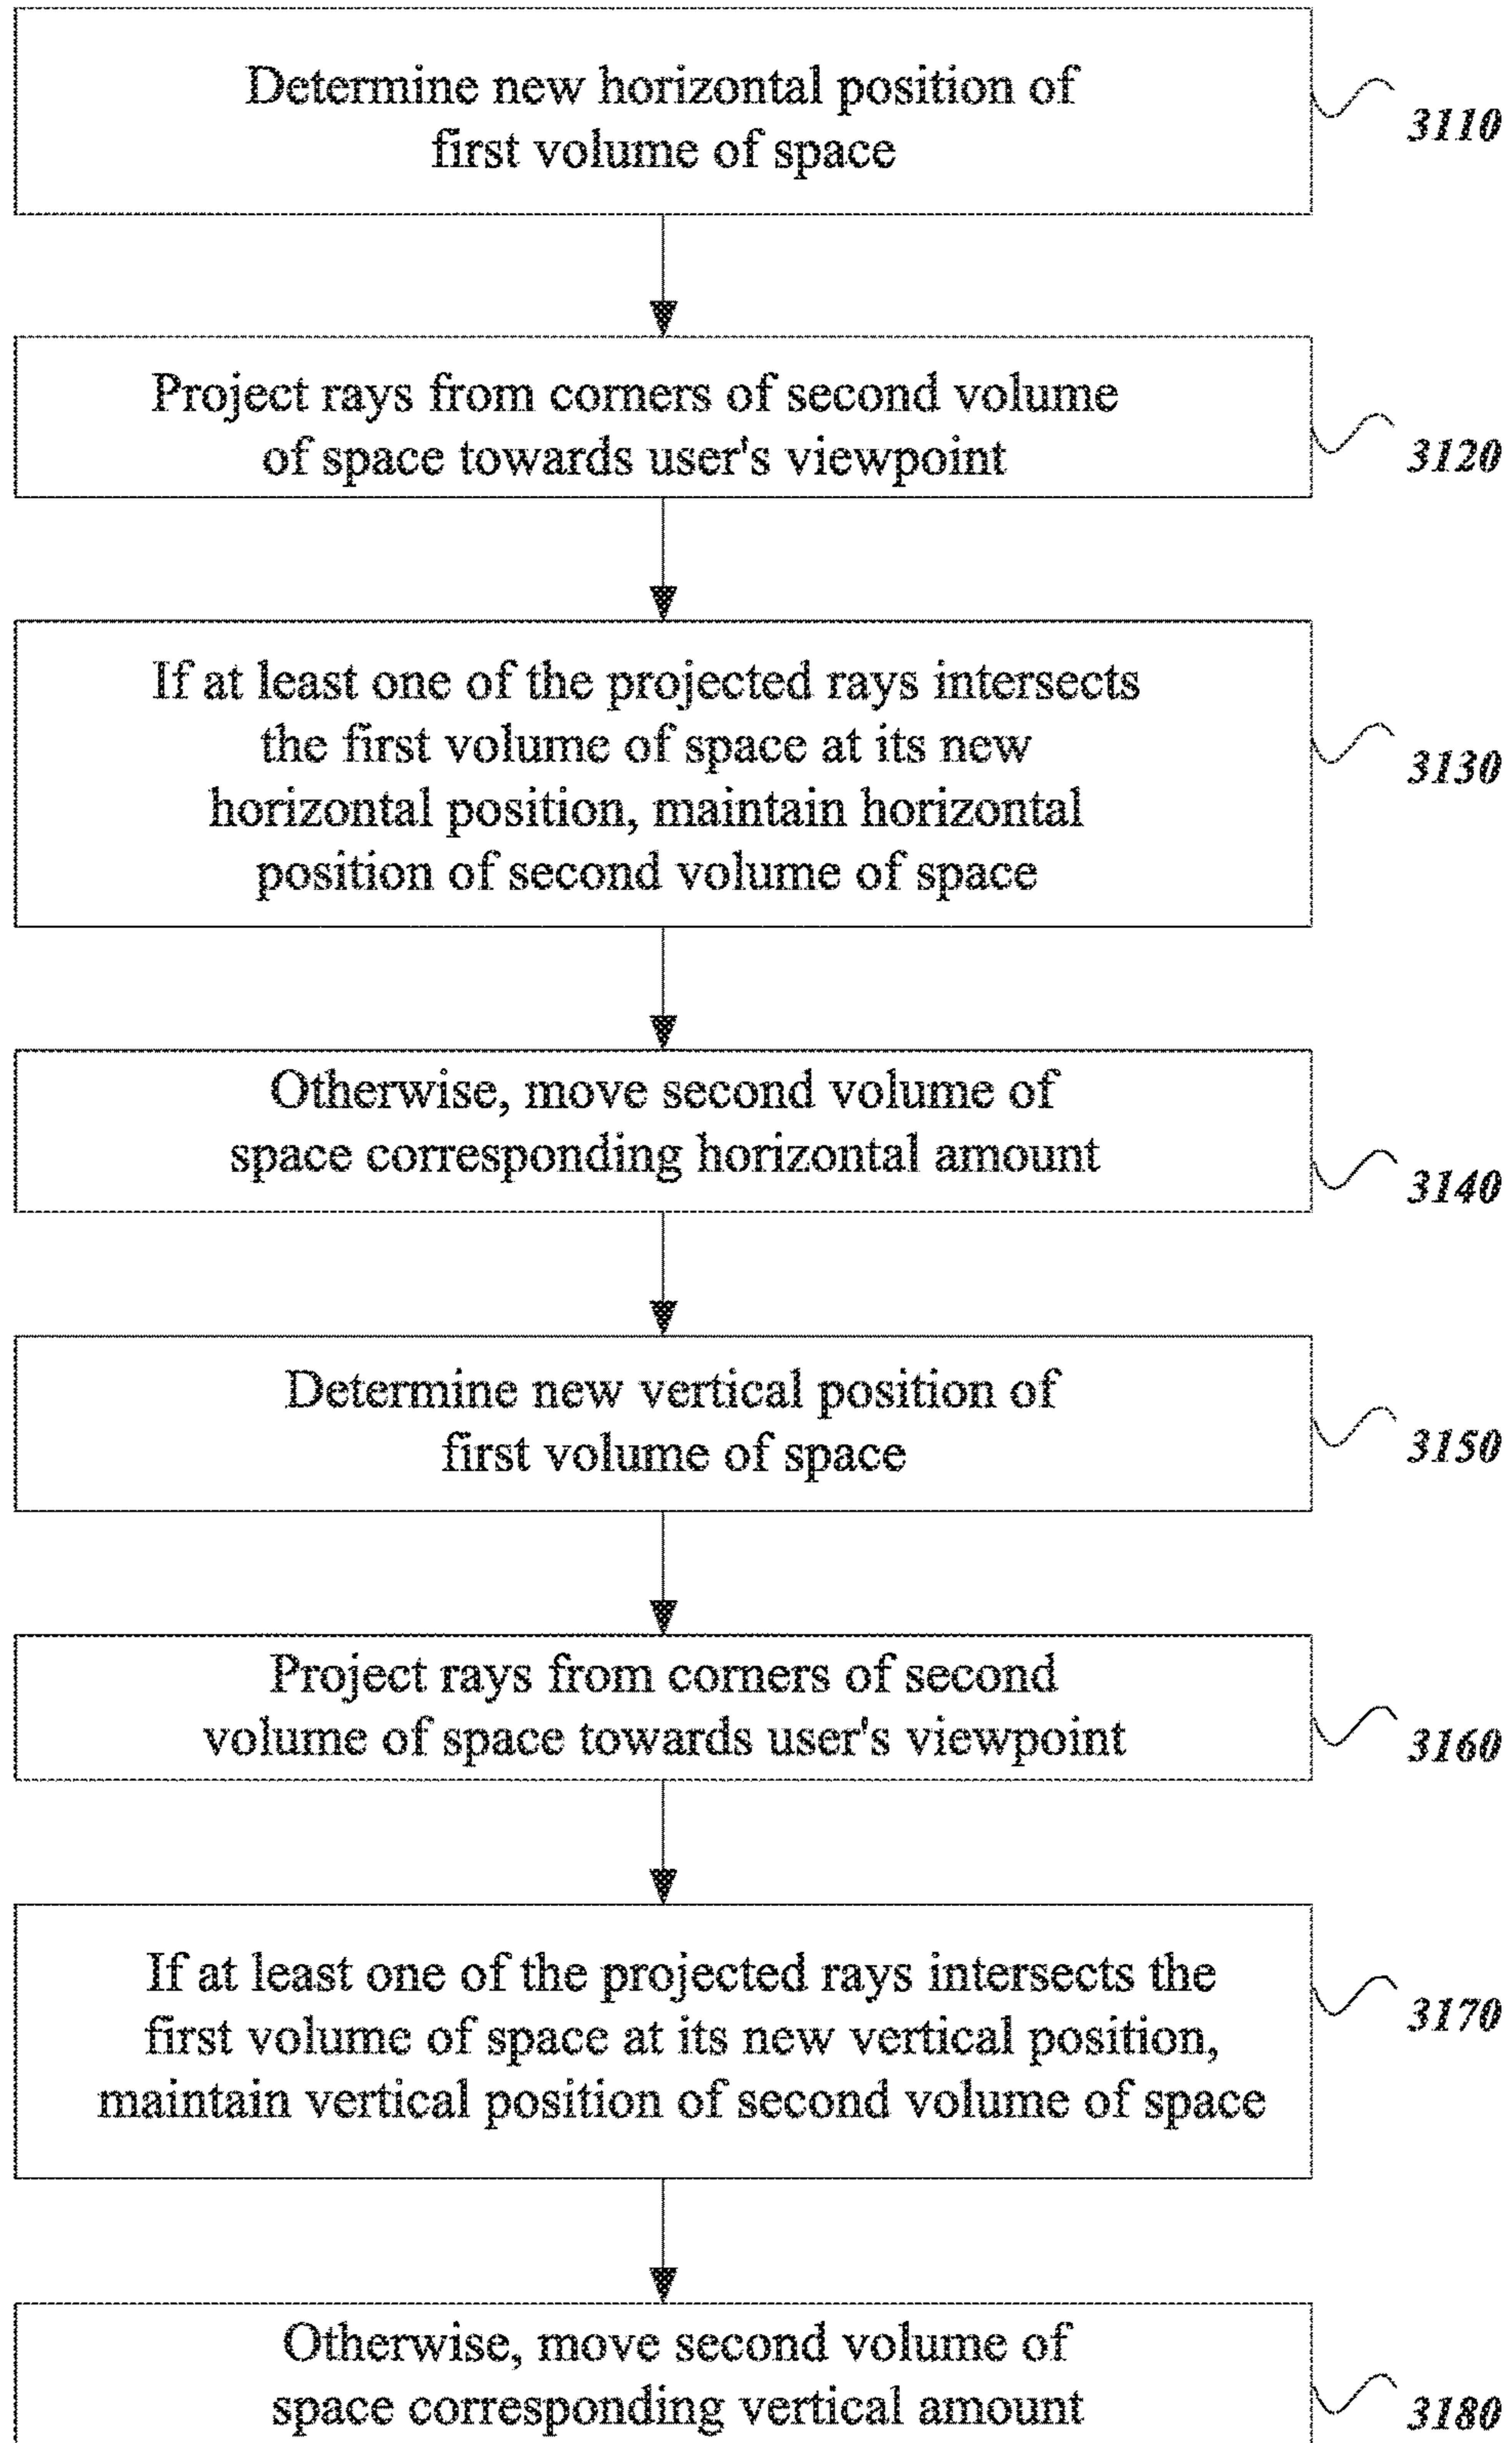 Determine new horizontal position of
first volume of space
3110
Project rays from corners of second volume
of space towards user's viewpoint
3120
If at least one of the projected rays intersects
the first volume of space at its new
horizontal position, maintain horizontal
position of second volume of space
3130
Otherwise, move second volume of
space corresponding horizontal amount
3140
Determine new vertical position of
first volume of space
3150
Project rays from corners of second
volume of space towards user's viewpoint
3160
If at least one of the projected rays intersects the
first volume of space at its new vertical position,
maintain vertical position of second volume of space
3170
Otherwise, move second volume of
space corresponding vertical amount
3180